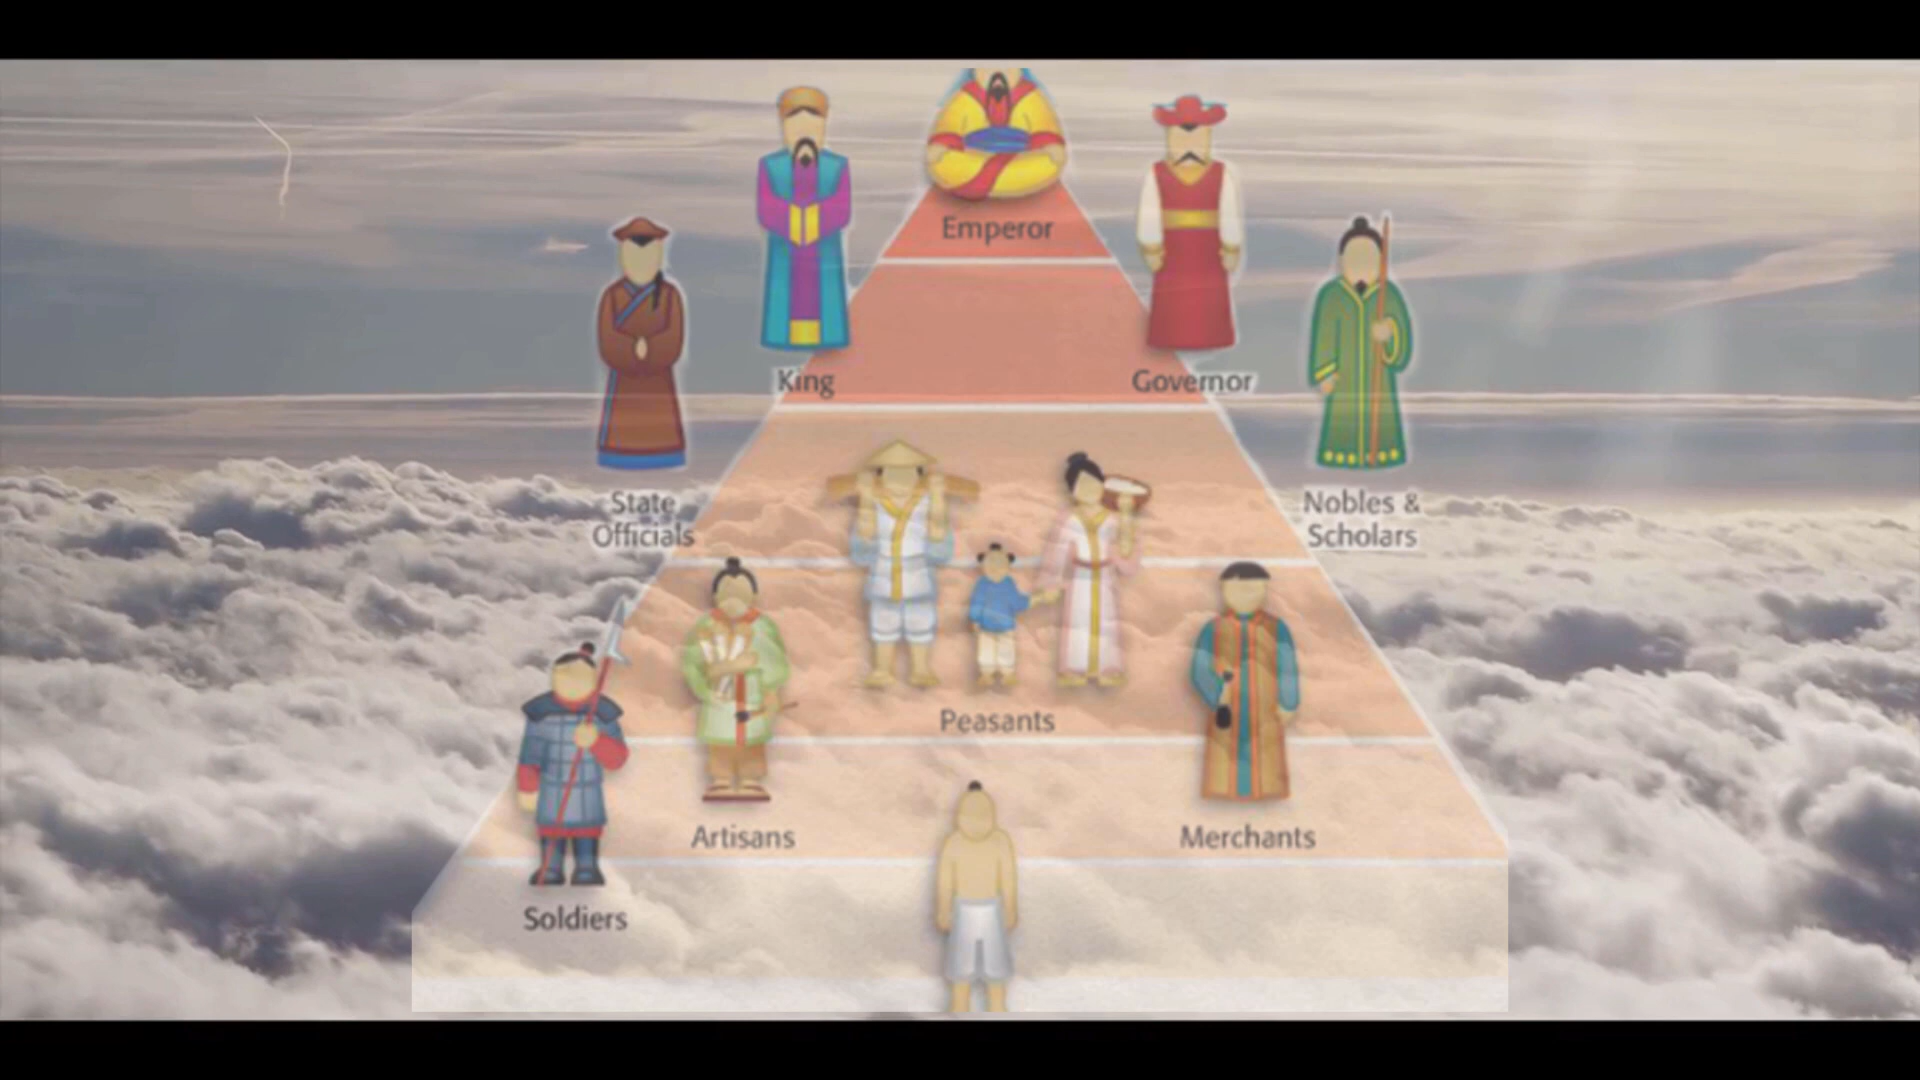 Emperor
King
Governor
State
Officials
Nobles &
Scholars
Peasants
Artisans
Merchants
Soldiers